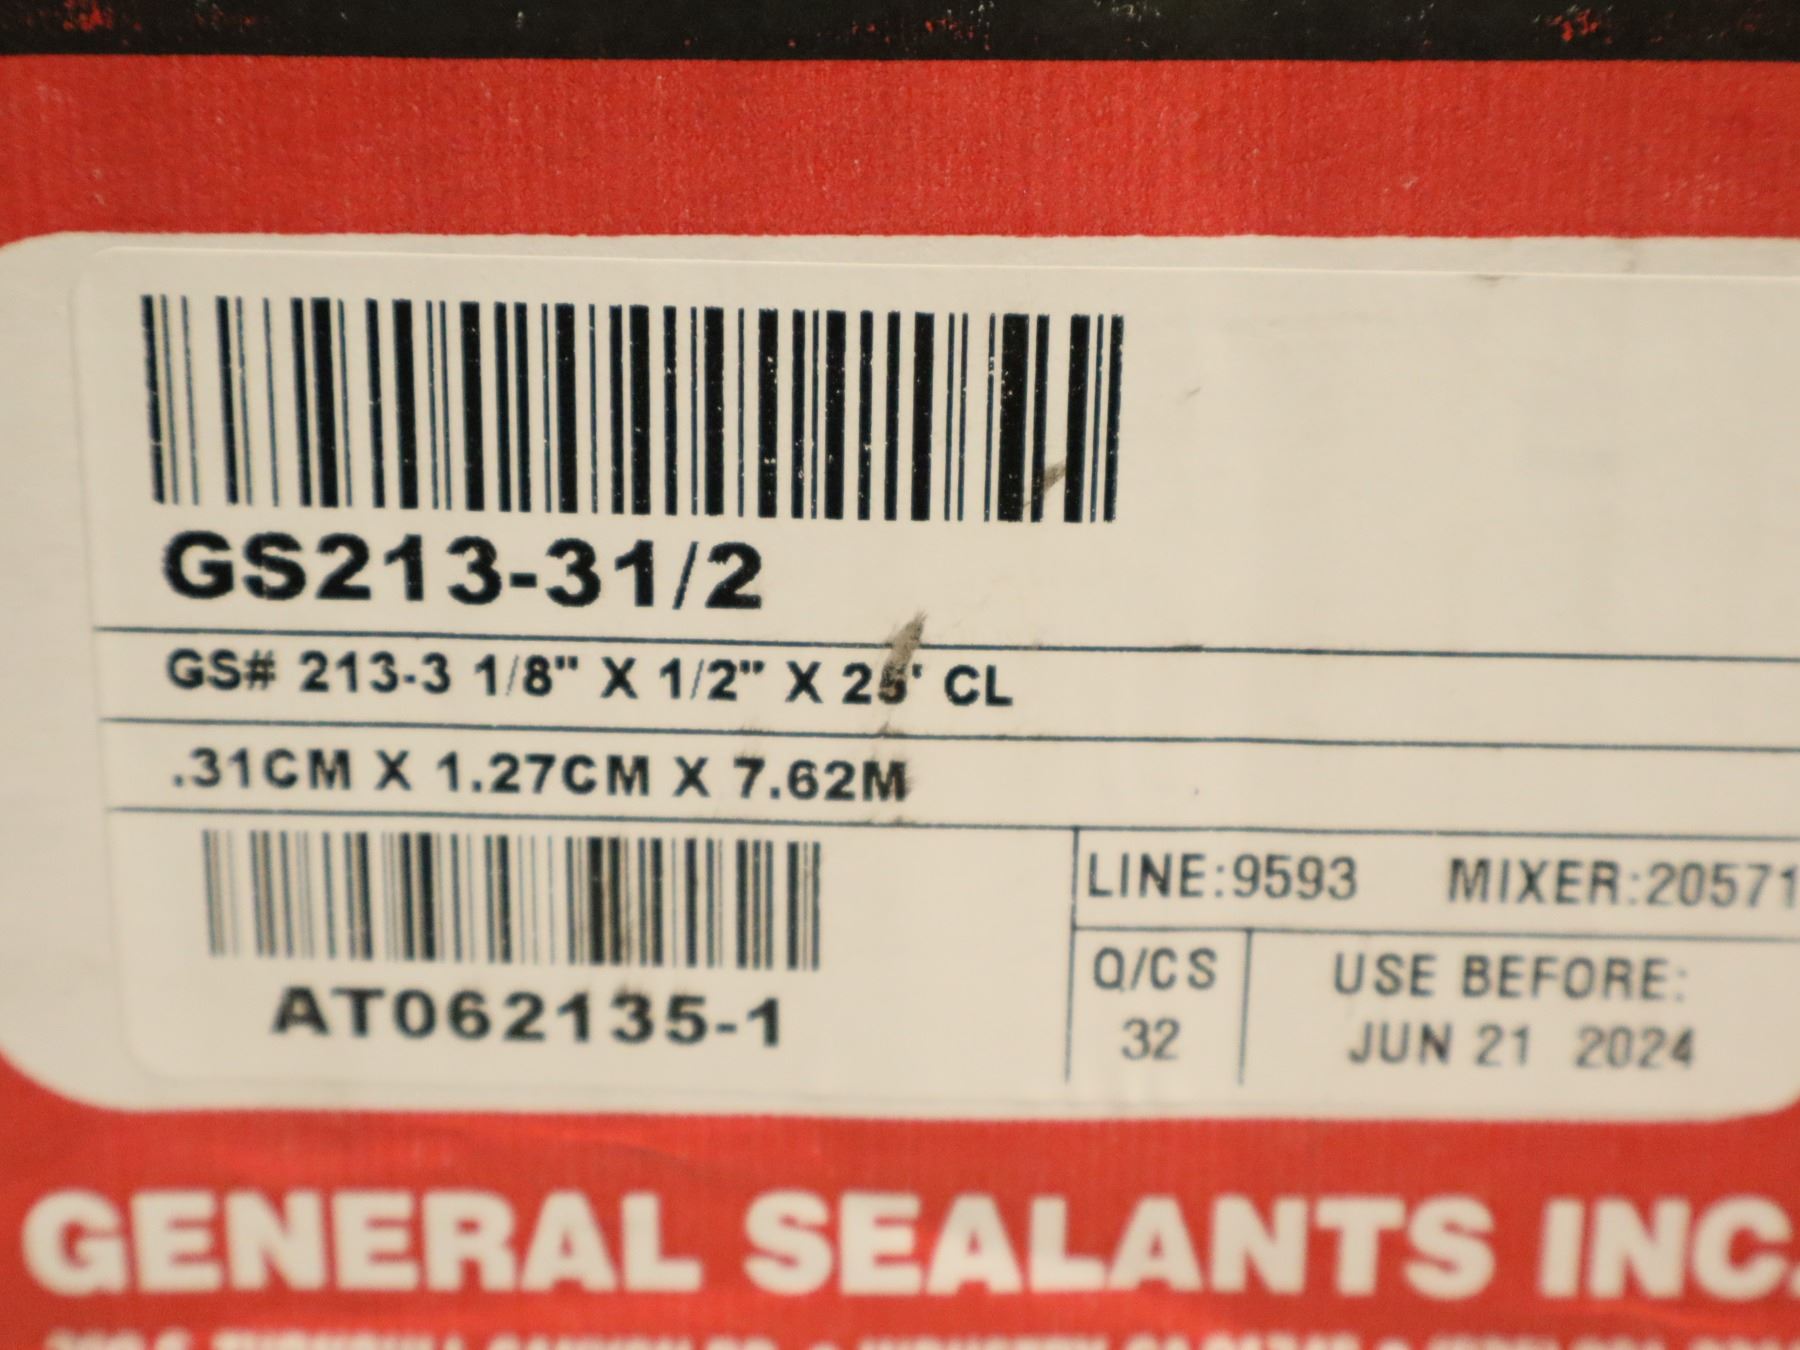 GS213-31/2
GS# 213-3 1/8" X 1/2" X 25' CL
.31CM X 1.27CM X 7.62M
LINE:9593 MIXER:20571
Q/CS
USE BEFORE:
32
JUN 21 2024
AT062135-1
GENERAL SEALANTS INC.